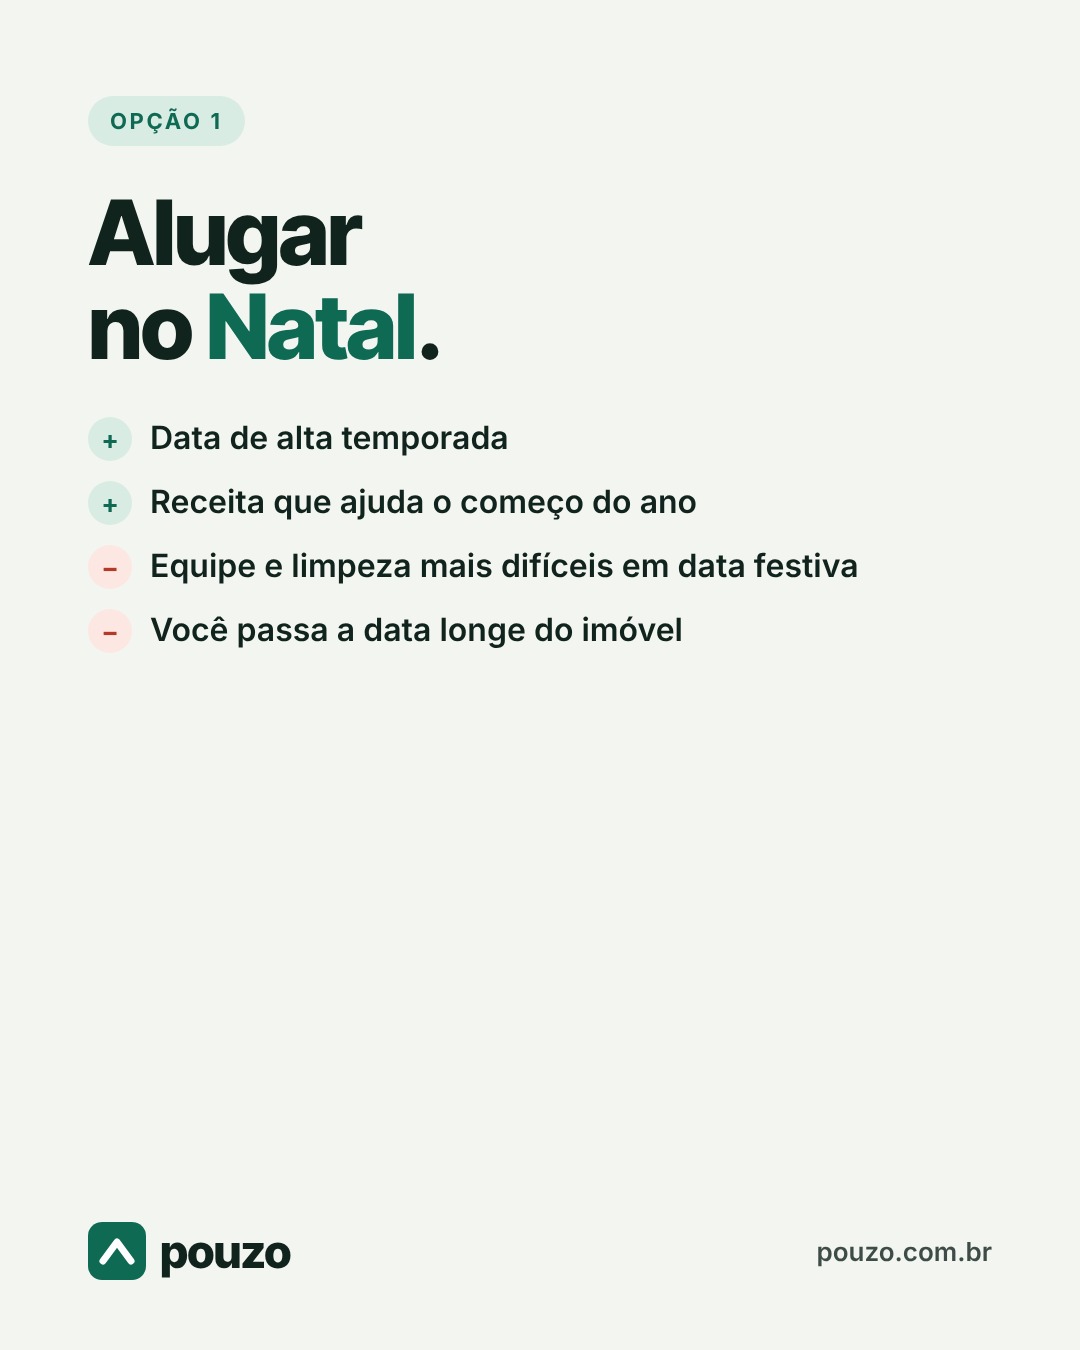 OPÇÃO 1
Alugar
no Natal.
+ Data de alta temporada
+ Receita que ajuda o começo do ano
– Equipe e limpeza mais difíceis em data festiva
– Você passa a data longe do imóvel
pouzo
pouzo.com.br